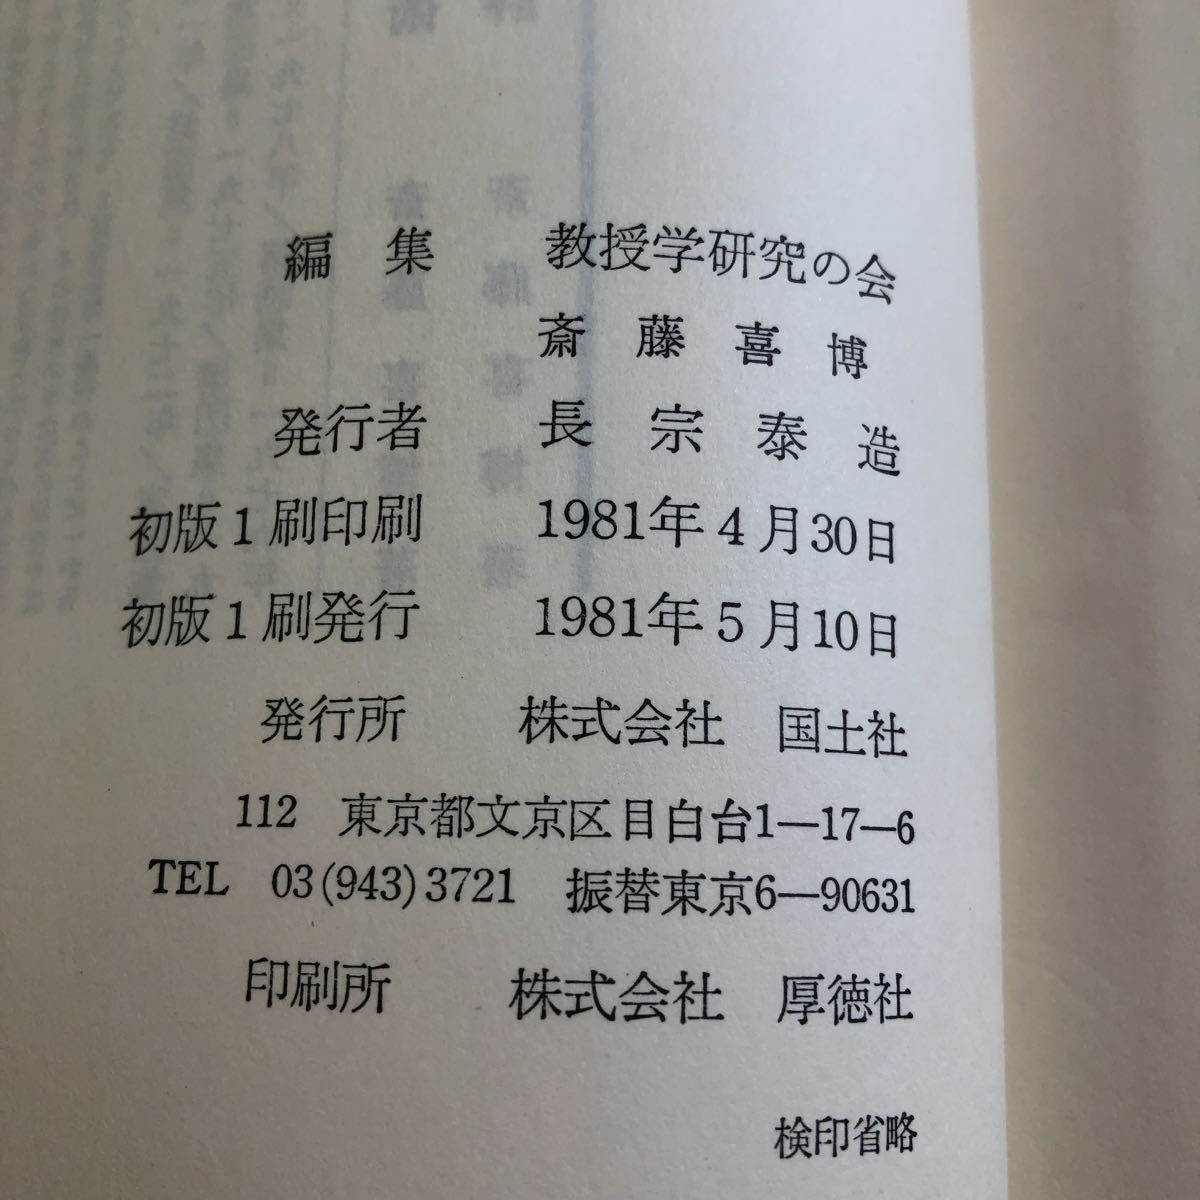 編集 教授学研究の会
斎藤喜博
発行者 長宗泰造
初版1刷印刷 1981年4月30日
初版1刷発行 1981年5月10日
発行所 株式会社 国土社
112 東京都文京区目白台1—17—6
TEL 03(943)3721 振替東京6—90631
印刷所 株式会社 厚徳社
検印省略